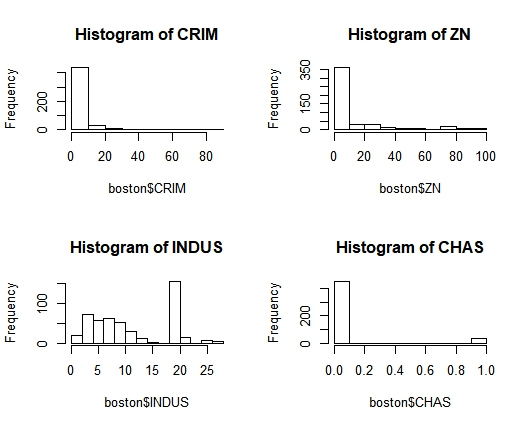 Histogram of CRIM
Frequency
0
200
0
20
40
60
80
boston$CRIM
Histogram of ZN
Frequency
0
150
350
0
20
40
60
80
100
boston$ZN
Histogram of INDUS
Frequency
0
100
0
5
10
15
20
25
boston$INDUS
Histogram of CHAS
Frequency
0
200
0.0
0.2
0.4
0.6
0.8
1.0
boston$CHAS